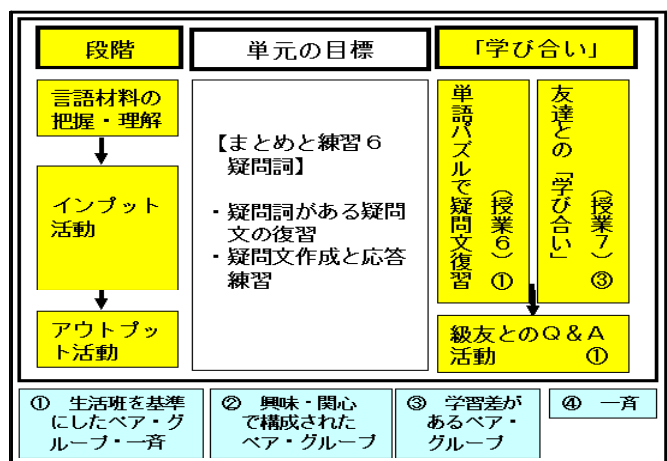 段階
単元の目標
「学び合い」
言語材料の
把握・理解
インプット
活動
アウトプッ
ト活動
【まとめと練習６
疑問詞】
・疑問詞がある疑問
文の復習
・疑問文作成と応答
練習
単語パズルで疑問文復習
（授業６）①
友達との「学び合い」
（授業７）③
級友とのＱ＆Ａ
活動　①
①　生活班を基準
にしたペア・グ
ループ・一斉
②　興味・関心
で構成された
ペア・グループ
③　学習差が
あるペア・
グループ
④　一斉